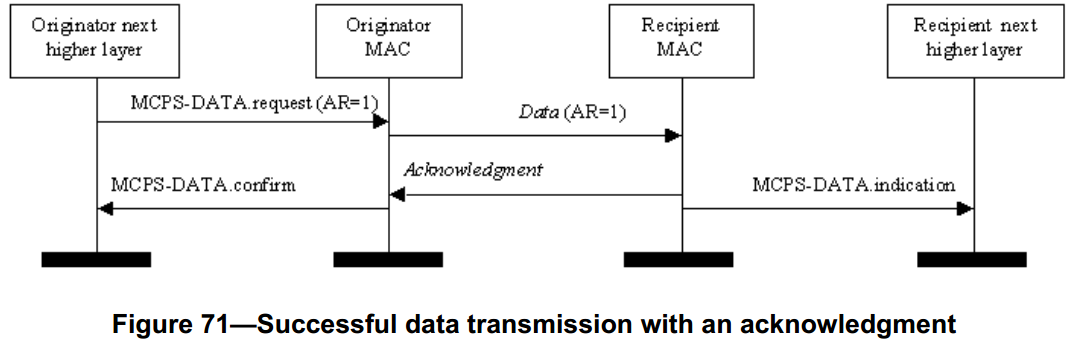 Originator next
higher layer
Originator
MAC
Recipient
MAC
Recipient next
higher layer
MCPS-DATA.request (AR=1)
Data (AR=1)
Acknowledgment
MCPS-DATA.confirm
MCPS-DATA.indication
Figure 71—Successful data transmission with an acknowledgment